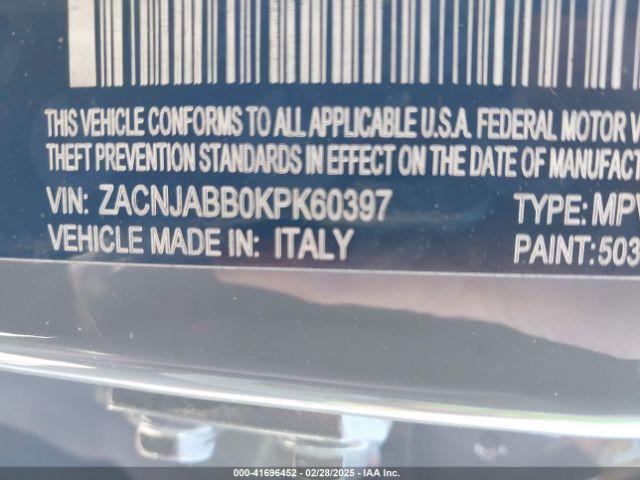 THIS VEHICLE CONFORMS TO ALL APPLICABLE U.S.A. FEDERAL MOTOR V
THEFT PREVENTION STANDARDS IN EFFECT ON THE DATE OF MANUFACT
VIN: ZACNJABB0KPK60397 TYPE: MPV
VEHICLE MADE IN: ITALY PAINT: 503
000-41696452 | 02/28/2025 - IAA Inc.